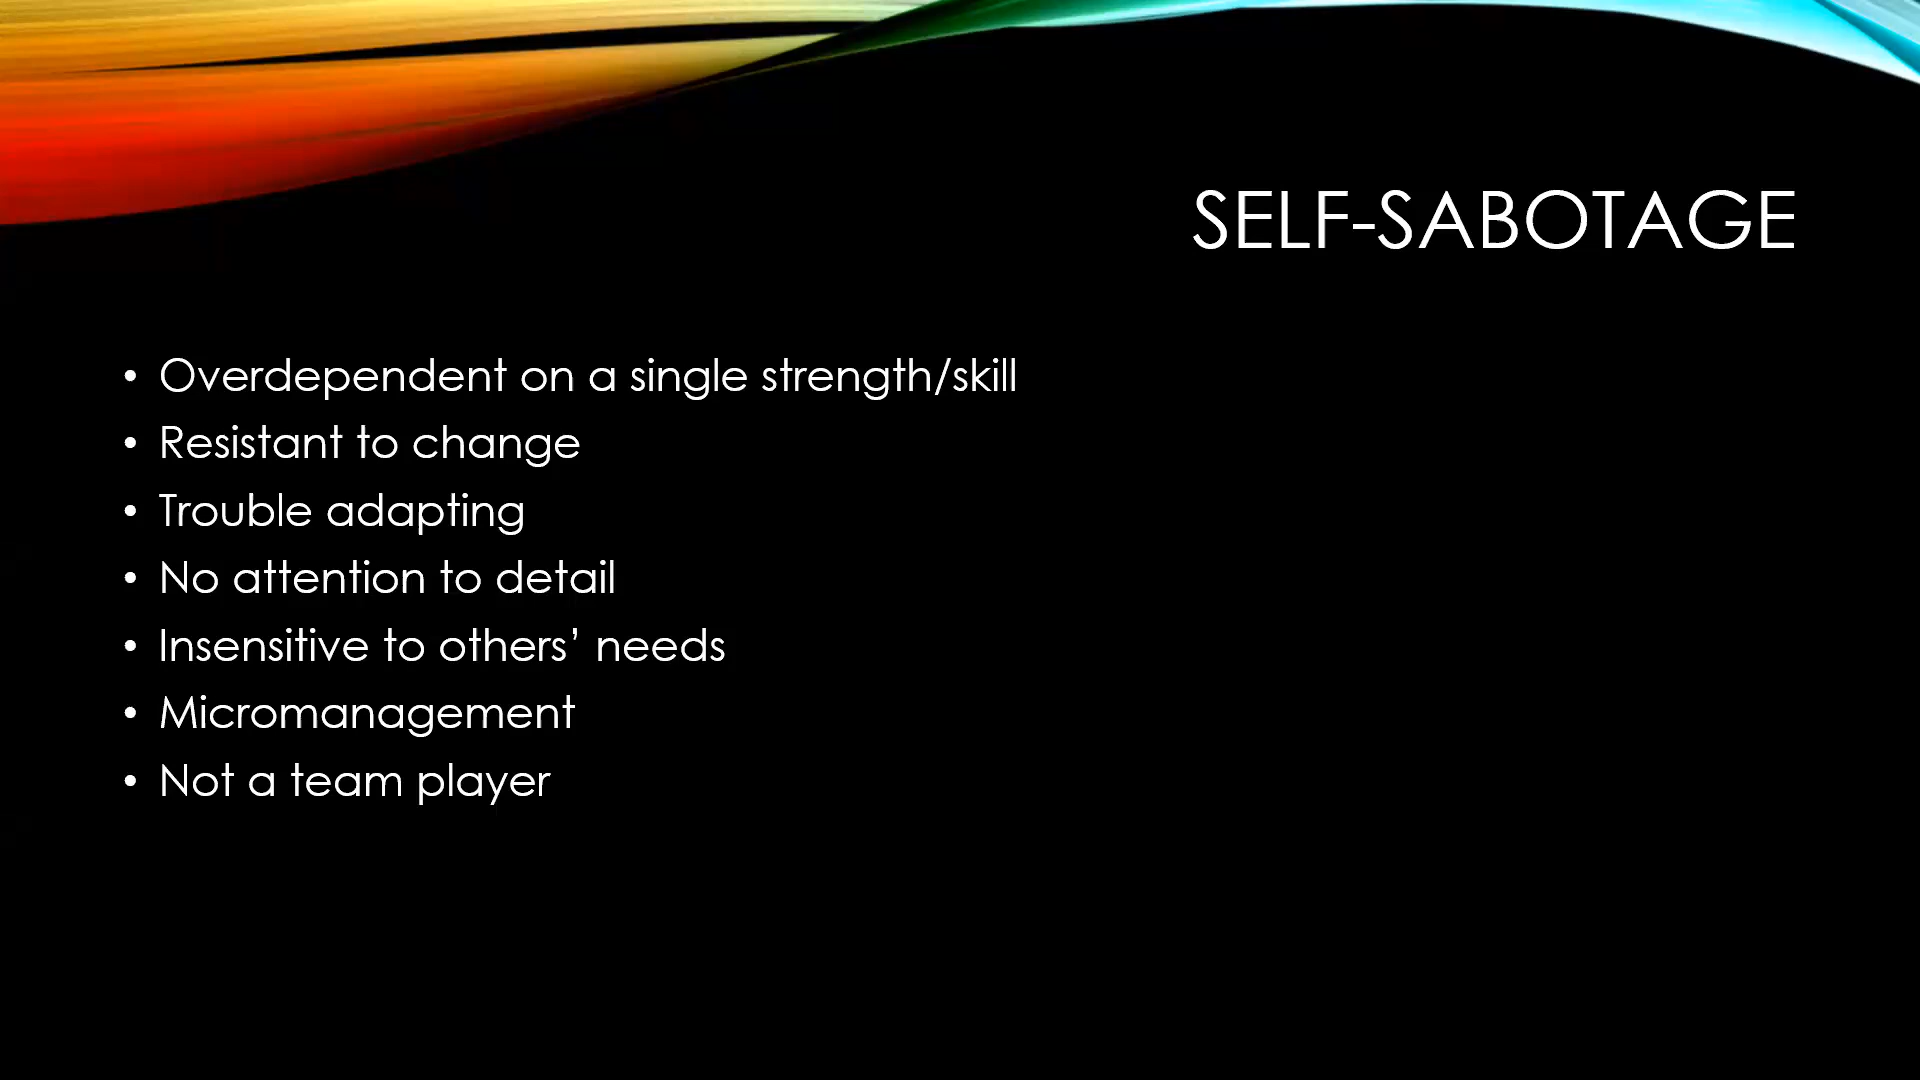 SELF-SABOTAGE
• Overdependent on a single strength/skill
• Resistant to change
• Trouble adapting
• No attention to detail
• Insensitive to others’ needs
• Micromanagement
• Not a team player